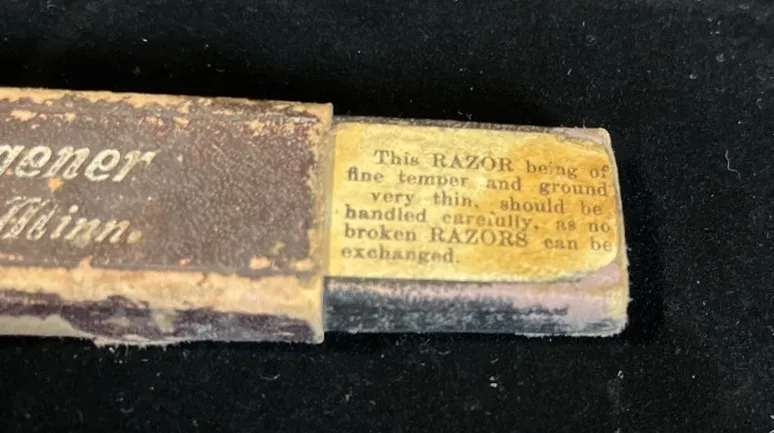 gener
Minn.
This RAZOR being of
fine temper and ground
very thin, should be
handled carefully, as no
broken RAZORS can be
exchanged.